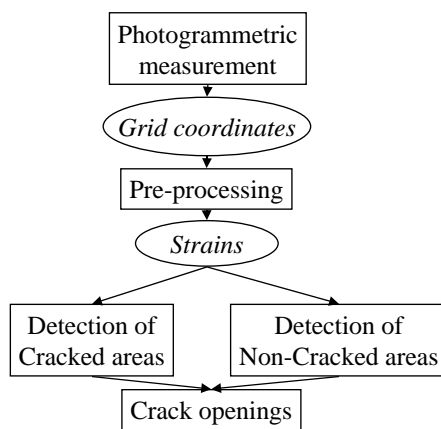 Photogrammetric
measurement
Grid coordinates
Pre-processing
Strains
Detection of
Cracked areas
Detection of
Non-Cracked areas
Crack openings